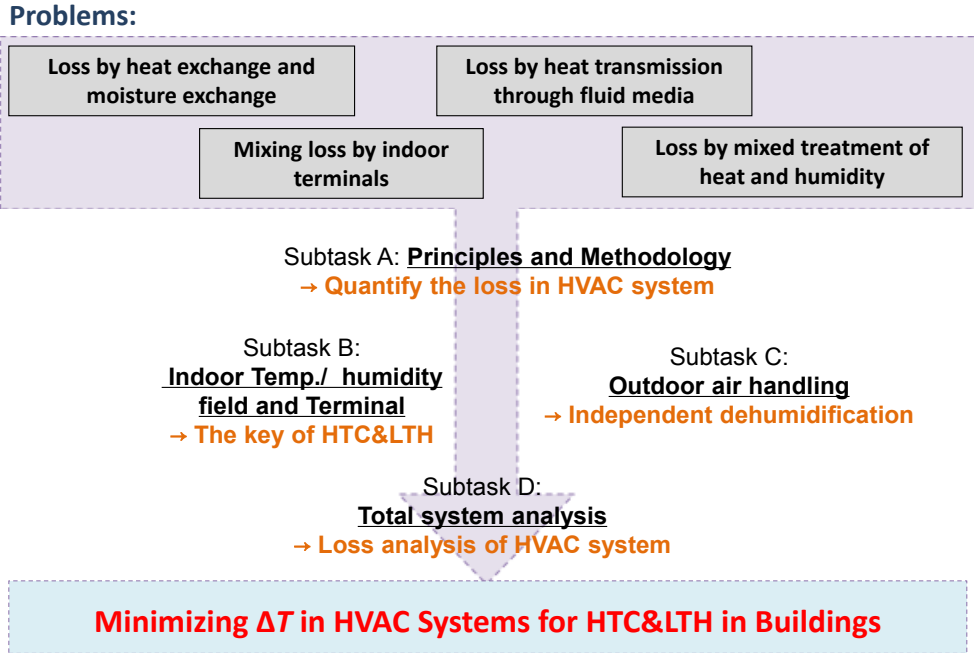 Problems:
Loss by heat exchange and
moisture exchange
Loss by heat transmission
through fluid media
Mixing loss by indoor
terminals
Loss by mixed treatment of
heat and humidity
Subtask A: Principles and Methodology
→ Quantify the loss in HVAC system
Subtask B:
Indoor Temp./ humidity
field and Terminal
→ The key of HTC&LTH
Subtask C:
Outdoor air handling
→ Independent dehumidification
Subtask D:
Total system analysis
→ Loss analysis of HVAC system
Minimizing ΔT in HVAC Systems for HTC&LTH in Buildings